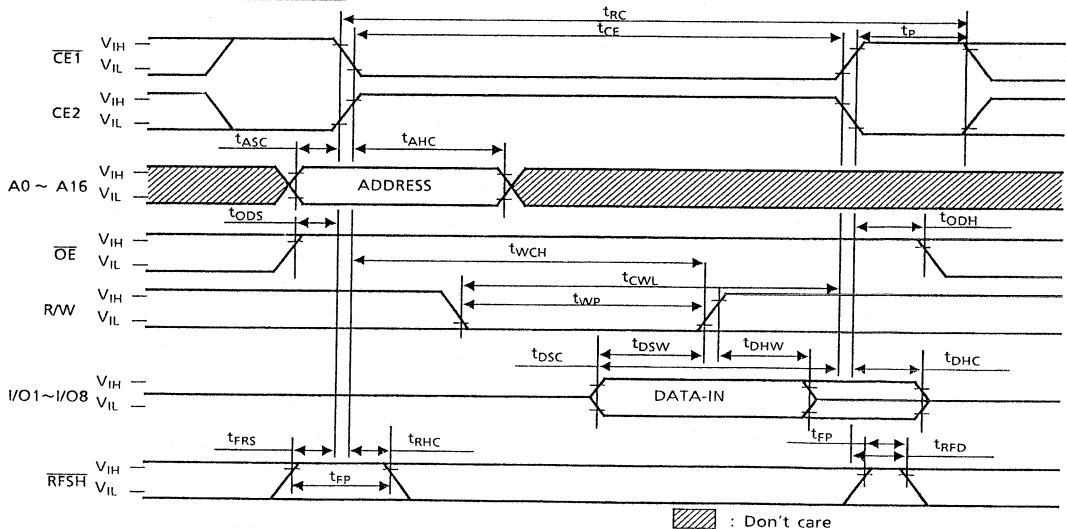 tRC
tCE
tP
CE1 VIH
VIL
CE2 VIH
VIL
tASC tAHC
A0 ~ A16 VIH
VIL
ADDRESS
tODS tODH
OE VIH
VIL
tWCH
tCWL
R/W VIH
VIL
tWP
tDSC tDSW tDHW tDHC
I/O1~I/O8 VIH
VIL
DATA-IN
tFRS tRHC tFP tRFD
RFSH VIH
VIL
tFP
: Don't care